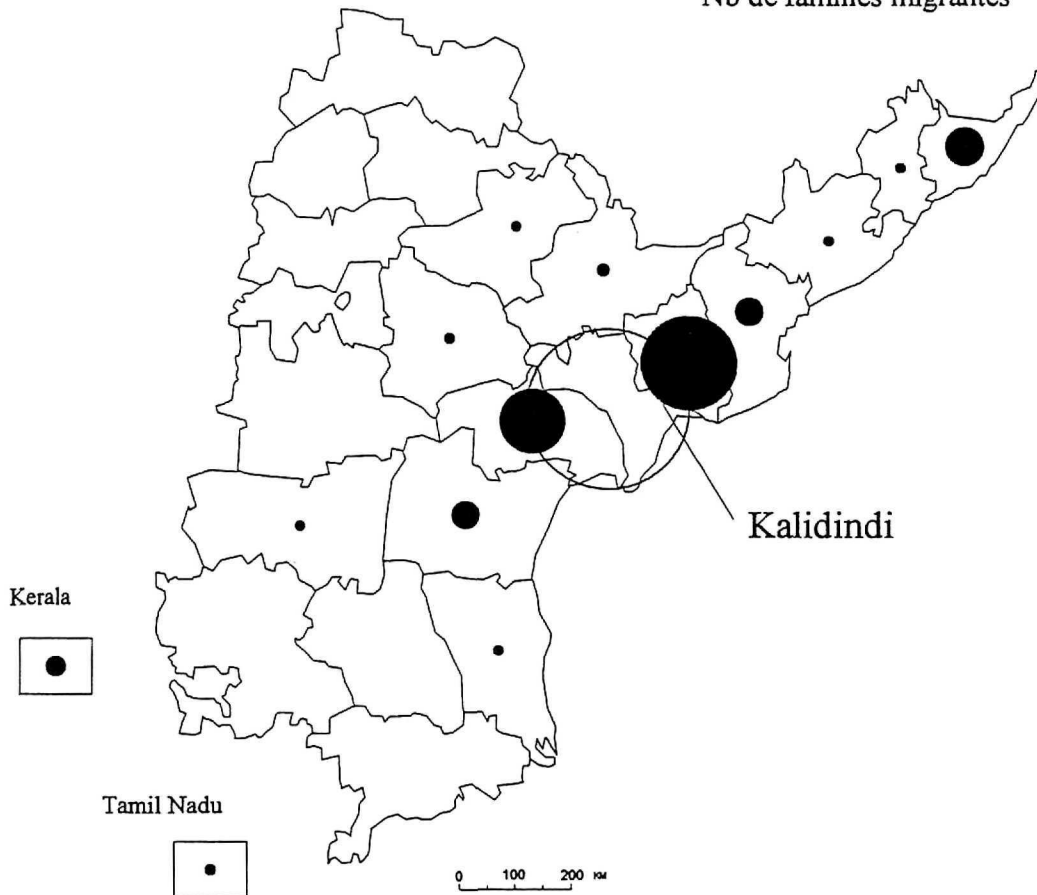 Nb de familles migrantes
Kalidindi
Kerala
Tamil Nadu
0 100 200 KM